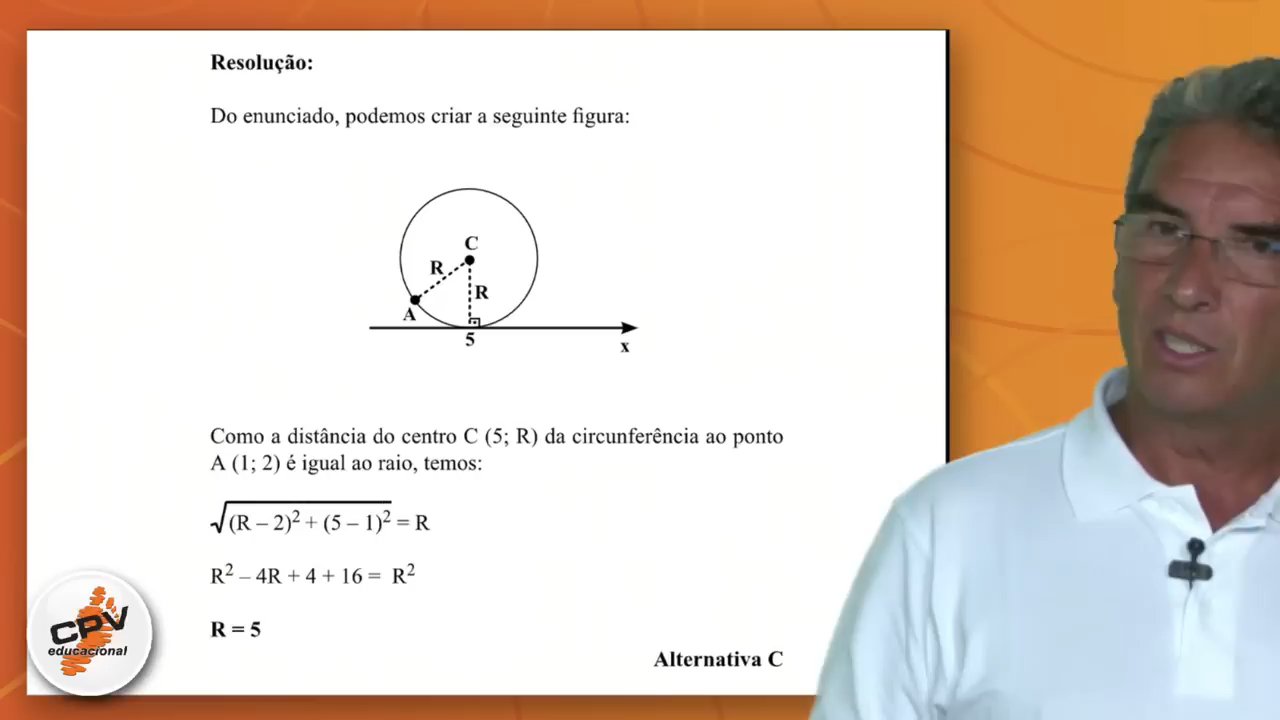 Resolução:
Do enunciado, podemos criar a seguinte figura:
C
R
R
A
5
x
Como a distância do centro C (5; R) da circunferência ao ponto
A (1; 2) é igual ao raio, temos:
√(R – 2)² + (5 – 1)² = R
R² – 4R + 4 + 16 = R²
R = 5
Alternativa C
CPV
educacional